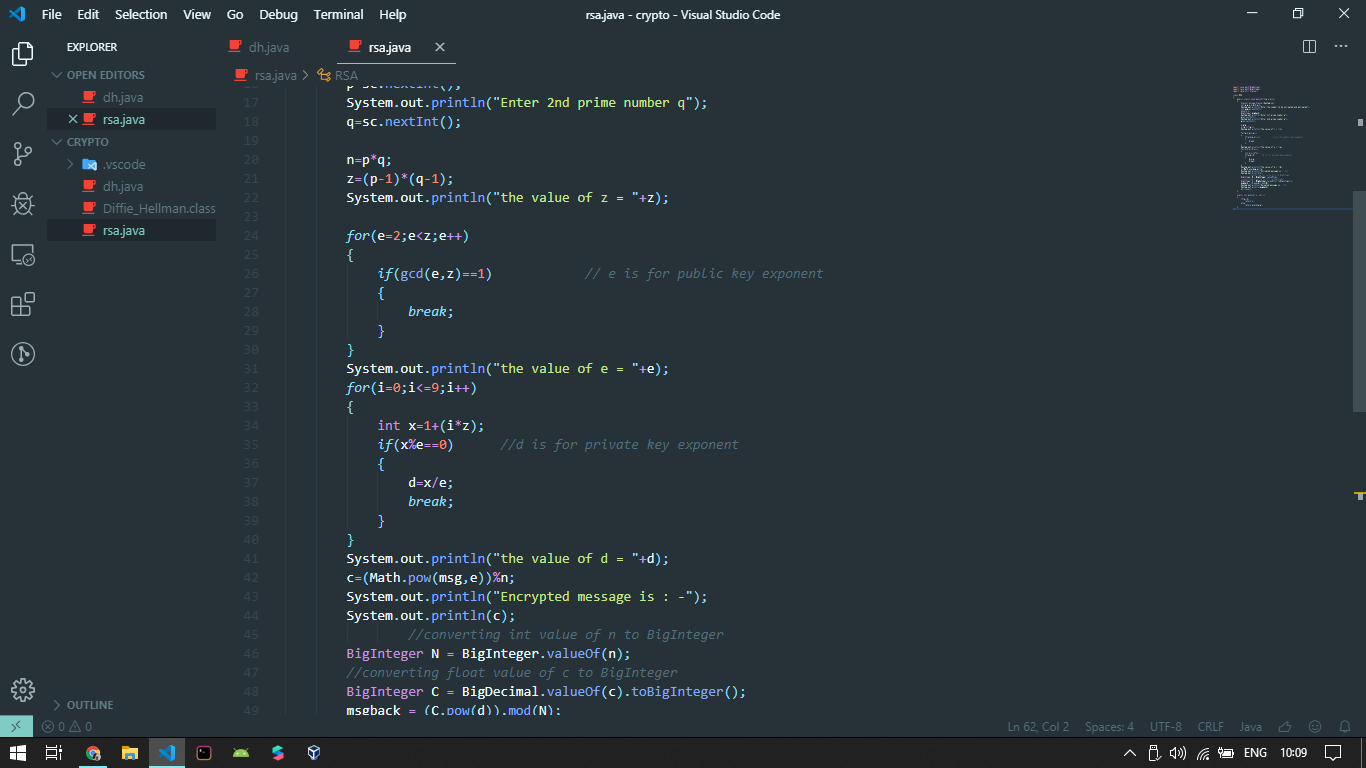 File Edit Selection View Go Debug Terminal Help
rsa.java - crypto - Visual Studio Code
EXPLORER
OPEN EDITORS
dh.java
rsa.java
CRYPTO
.vscode
dh.java
Diffie_Hellman.class
rsa.java
OUTLINE
dh.java
rsa.java
rsa.java > RSA
16 p=sc.nextInt();
17 System.out.println("Enter 2nd prime number q");
18 q=sc.nextInt();
19
20 n=p*q;
21 z=(p-1)*(q-1);
22 System.out.println("the value of z = "+z);
23
24 for(e=2;e<z;e++)
25 {
26 if(gcd(e,z)==1) // e is for public key exponent
27 {
28 break;
29 }
30 }
31 System.out.println("the value of e = "+e);
32 for(i=0;i<=9;i++)
33 {
34 int x=1+(i*z);
35 if(x%e==0) //d is for private key exponent
36 {
37 d=x/e;
38 break;
39 }
40 }
41 System.out.println("the value of d = "+d);
42 c=(Math.pow(msg,e))%n;
43 System.out.println("Encrypted message is : -");
44 System.out.println(c);
45 //converting int value of n to BigInteger
46 BigInteger N = BigInteger.valueOf(n);
47 //converting float value of c to BigInteger
48 BigInteger C = BigDecimal.valueOf(c).toBigInteger();
49 msgback = (C.pow(d)).mod(N);
0 0
Ln 62, Col 2 Spaces: 4 UTF-8 CRLF Java
ENG 10:09